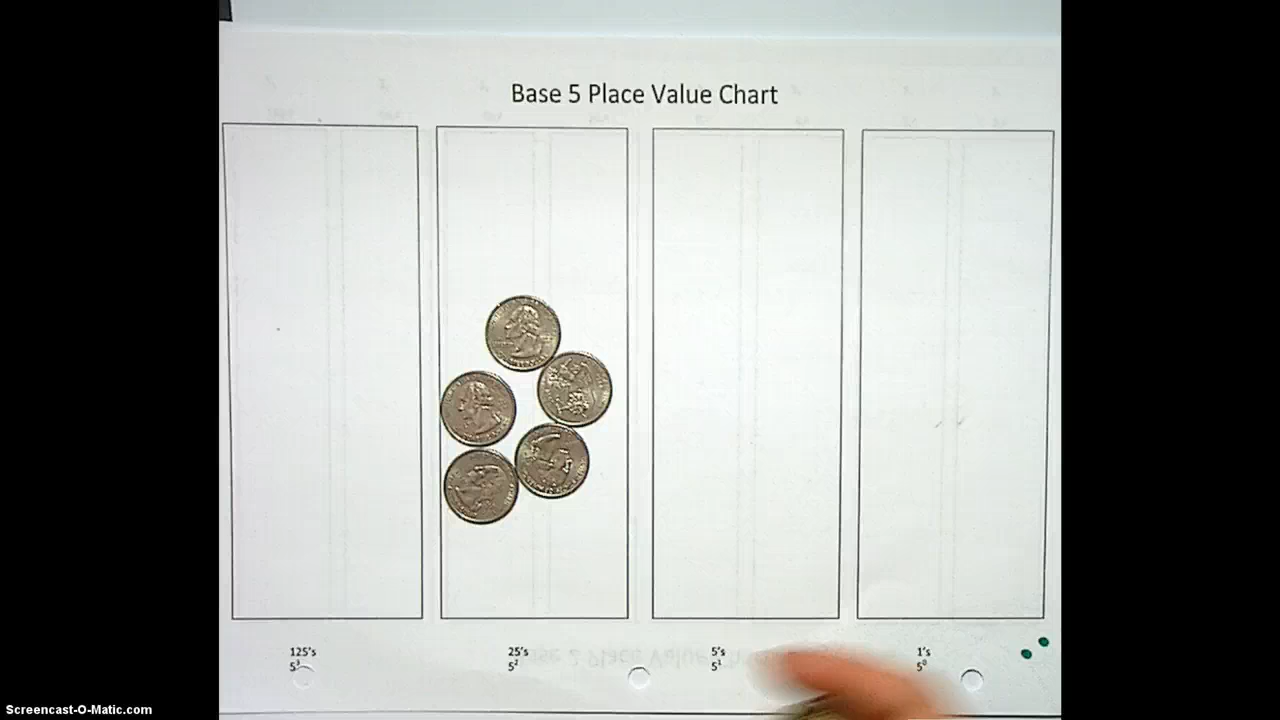 Base 5 Place Value Chart
125's
5³
25's
5²
5's
5¹
1's
5⁰
Screencast-O-Matic.com